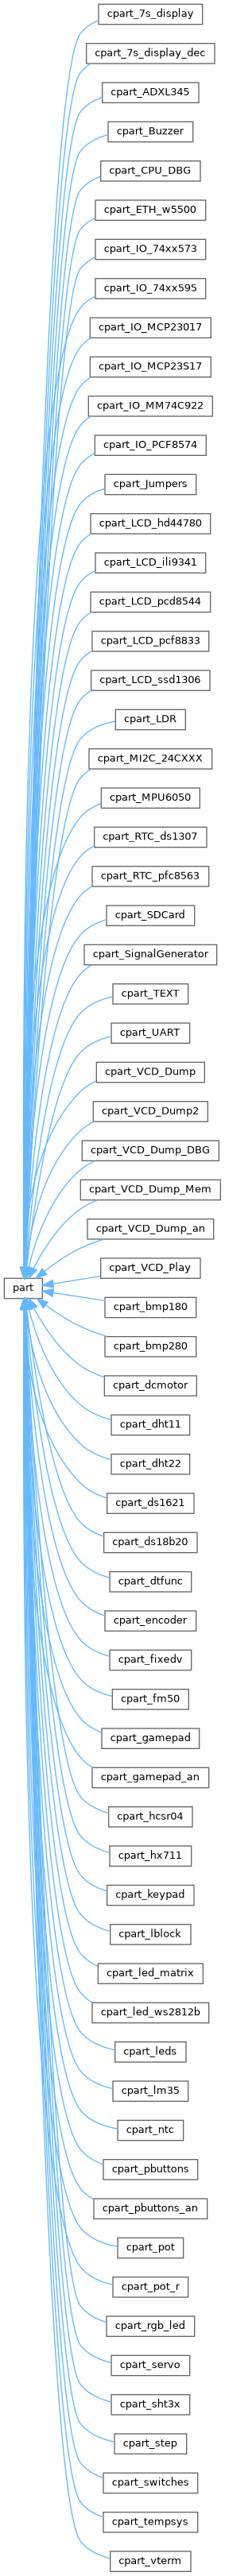 cpart_7s_display
cpart_7s_display_dec
cpart_ADXL345
cpart_Buzzer
cpart_CPU_DBG
cpart_ETH_w5500
cpart_IO_74xx573
cpart_IO_74xx595
cpart_IO_MCP23017
cpart_IO_MCP23S17
cpart_IO_MM74C922
cpart_IO_PCF8574
cpart_Jumpers
cpart_LCD_hd44780
cpart_LCD_ili9341
cpart_LCD_pcd8544
cpart_LCD_pcf8833
cpart_LCD_ssd1306
cpart_LDR
cpart_MI2C_24CXXX
cpart_MPU6050
cpart_RTC_ds1307
cpart_RTC_pfc8563
cpart_SDCard
cpart_SignalGenerator
cpart_TEXT
cpart_UART
cpart_VCD_Dump
cpart_VCD_Dump2
cpart_VCD_Dump_DBG
cpart_VCD_Dump_Mem
cpart_VCD_Dump_an
cpart_VCD_Play
part
cpart_bmp180
cpart_bmp280
cpart_dcmotor
cpart_dht11
cpart_dht22
cpart_ds1621
cpart_ds18b20
cpart_dtfunc
cpart_encoder
cpart_fixedv
cpart_fm50
cpart_gamepad
cpart_gamepad_an
cpart_hcsr04
cpart_hx711
cpart_keypad
cpart_lblock
cpart_led_matrix
cpart_led_ws2812b
cpart_leds
cpart_lm35
cpart_ntc
cpart_pbuttons
cpart_pbuttons_an
cpart_pot
cpart_pot_r
cpart_rgb_led
cpart_servo
cpart_sht3x
cpart_step
cpart_switches
cpart_tempsys
cpart_vterm